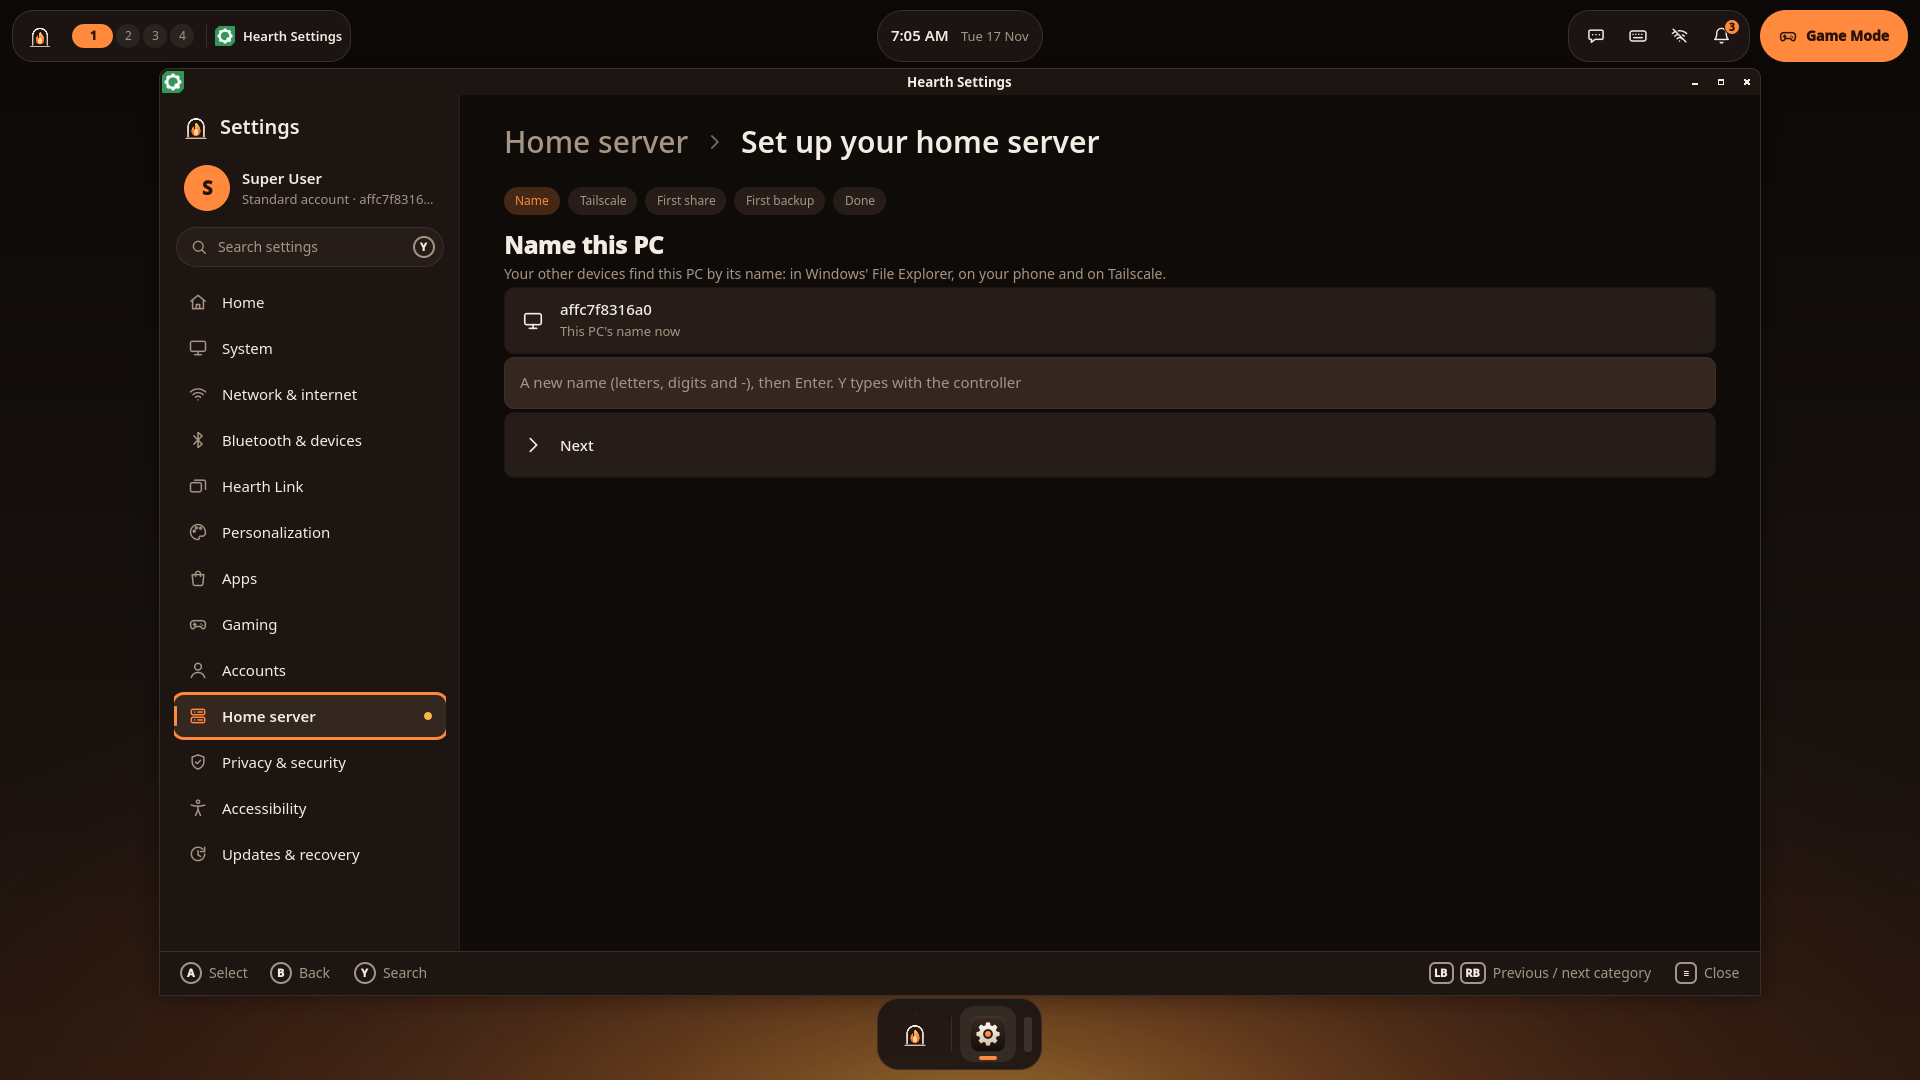 1 2 3 4 Hearth Settings
7:05 AM Tue 17 Nov
3
Game Mode
Hearth Settings
Settings
S
Super User
Standard account · affc7f8316...
Search settings Y
Home
System
Network & internet
Bluetooth & devices
Hearth Link
Personalization
Apps
Gaming
Accounts
Home server
Privacy & security
Accessibility
Updates & recovery
Home server > Set up your home server
Name Tailscale First share First backup Done
Name this PC
Your other devices find this PC by its name: in Windows' File Explorer, on your phone and on Tailscale.
affc7f8316a0
This PC's name now
A new name (letters, digits and -), then Enter. Y types with the controller
Next
A Select B Back Y Search
LB RB Previous / next category ≡ Close